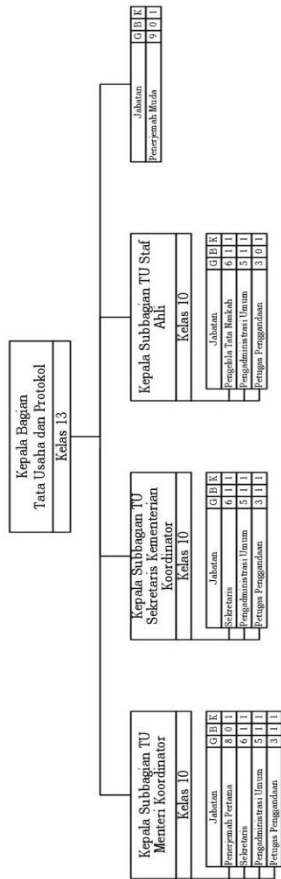 Kepala Bagian
Tata Usaha dan Protokol
Kelas 13
Kepala Subbagian TU
Menteri Koordinator
Kelas 10
Jabatan G B K
Penerjemah Pertama 8 0 1
Sekretaris 6 1 1
Pengadministrasi Umum 5 1 1
Petugas Penggandaan 3 1 1
Kepala Subbagian TU
Sekretaris Kementerian
Koordinator
Kelas 10
Jabatan G B K
Sekretaris 6 1 1
Pengadministrasi Umum 5 1 1
Petugas Penggandaan 3 1 1
Kepala Subbagian TU Staf
Ahli
Kelas 10
Jabatan G B K
Pengelola Tata Naskah 6 1 1
Pengadministrasi Umum 5 1 1
Petugas Penggandaan 3 0 1
Jabatan G B K
Penerjemah Muda 9 0 1